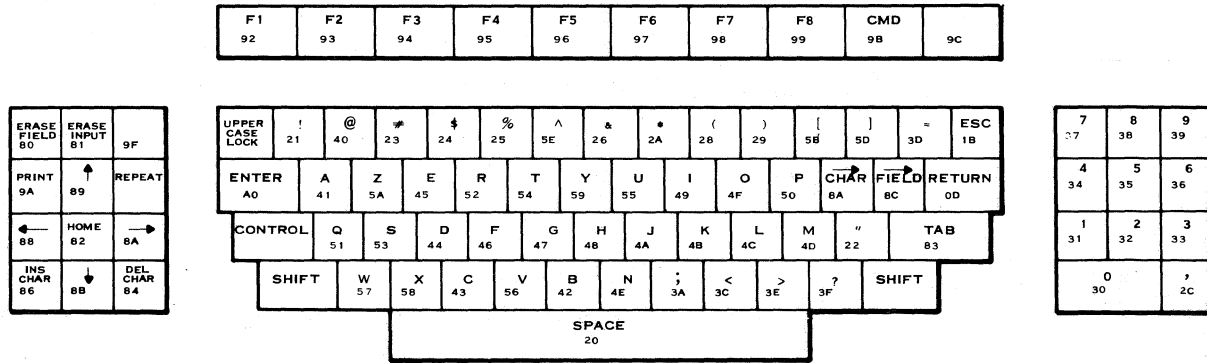 F1 F2 F3 F4 F5 F6 F7 F8 CMD
92 93 94 95 96 97 98 99 9B 9C
ERASE FIELD 80
ERASE INPUT 81
9F
PRINT 9A
↑ 89
REPEAT
← 88
HOME 82
→ 8A
INS CHAR 86
↓ 8B
DEL CHAR 84
UPPER CASE LOCK
! @ # $ % ^ & * ( ) [ ] = ESC
21 40 23 24 25 5E 26 2A 28 29 5B 5D 3D 1B
ENTER A Z E R T Y U I O P CHAR → FIELD → RETURN
A0 41 5A 45 52 54 59 55 49 4F 50 8A 8C 0D
CONTROL Q S D F G H J K L M " TAB
51 53 44 46 47 48 4A 4B 4C 4D 22 83
SHIFT W X C V B N ; < > ? SHIFT
57 58 43 56 42 4E 3A 3C 3E 3F
SPACE
20
7 8 9
37 38 39
4 5 6
34 35 36
1 2 3
31 32 33
0 ,
30 2C